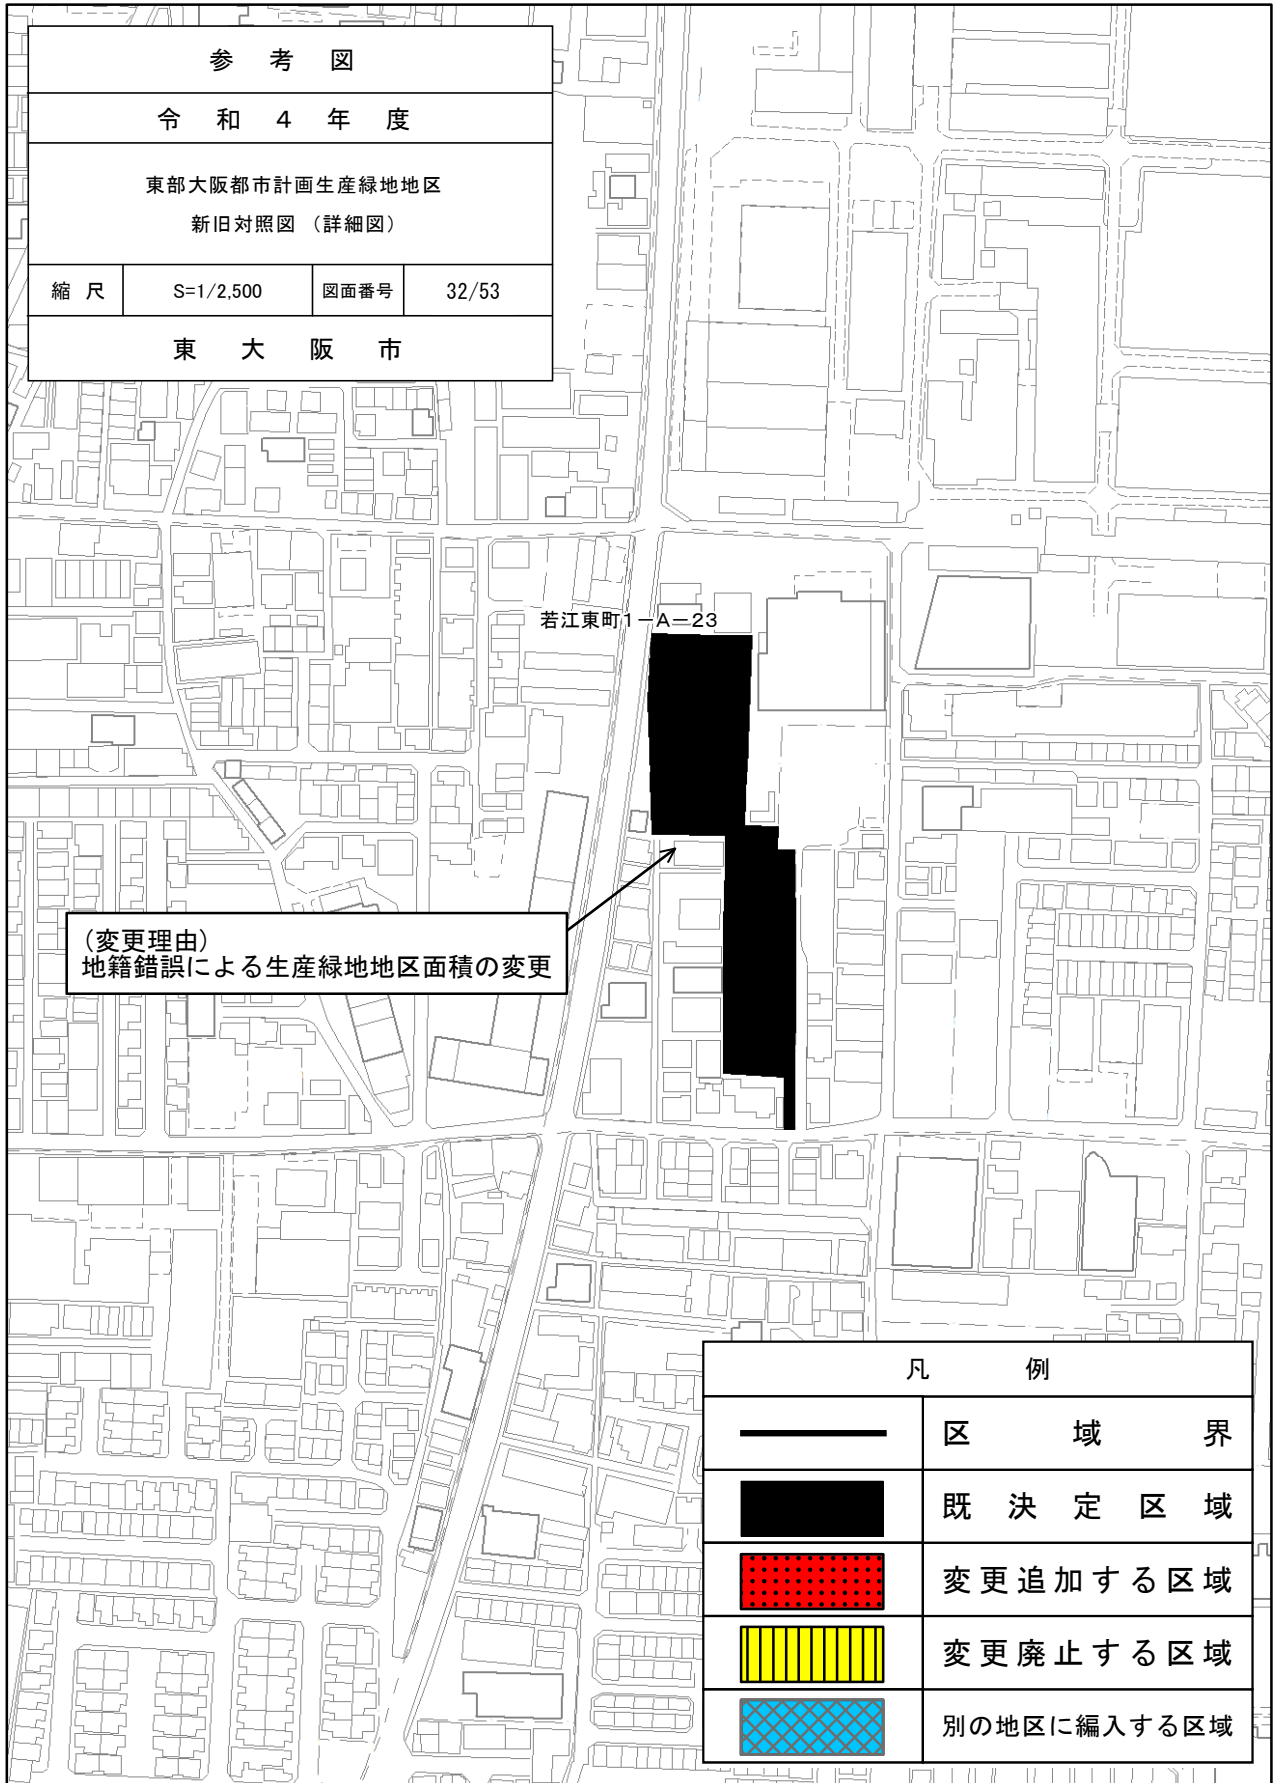 参考図
令和4年度
東部大阪都市計画生産緑地地区
新旧対照図（詳細図）
縮尺 S=1/2,500 図面番号 32/53
東大阪市
若江東町1－A－23
（変更理由）
地籍錯誤による生産緑地地区面積の変更
凡例
区域界
既決定区域
変更追加する区域
変更廃止する区域
別の地区に編入する区域